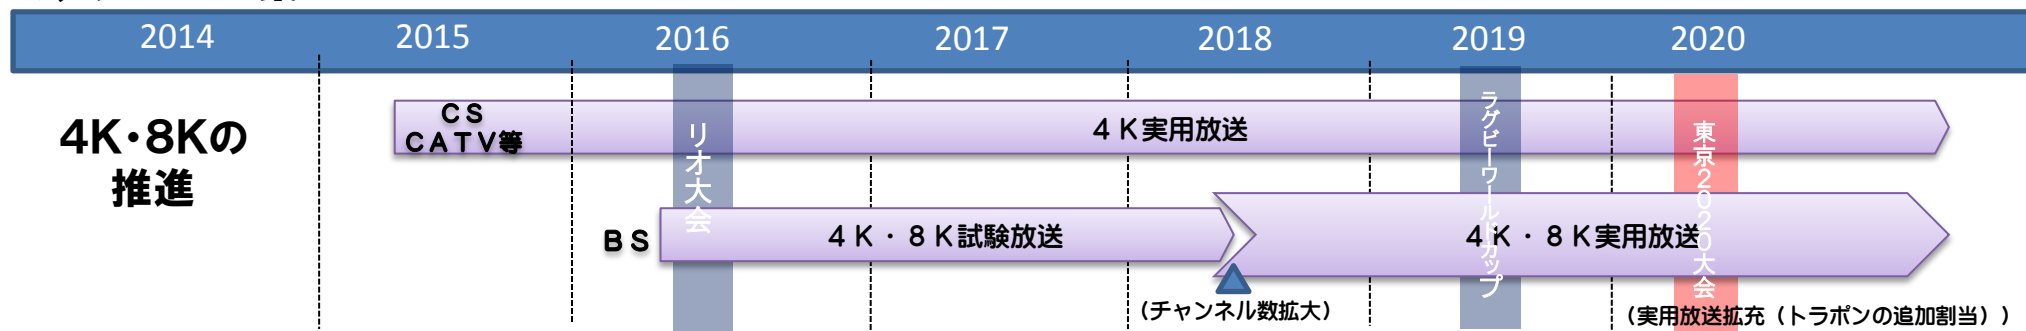 2014 2015 2016 2017 2018 2019 2020
4K・8Kの
推進
CS
CATV等
4K実用放送
リオ大会
ラグビーワールドカップ
東京2020大会
BS
4K・8K試験放送
4K・8K実用放送
（チャンネル数拡大）
（実用放送拡充（トラポンの追加割当））